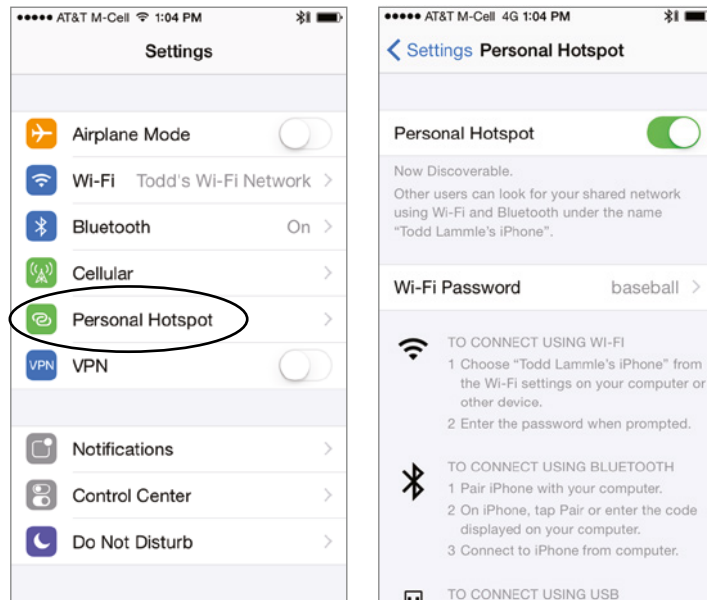 AT&T M-Cell 1:04 PM
Settings
Airplane Mode
Wi-Fi Todd's Wi-Fi Network
Bluetooth On
Cellular
Personal Hotspot
VPN VPN
Notifications
Control Center
Do Not Disturb
AT&T M-Cell 4G 1:04 PM
Settings Personal Hotspot
Personal Hotspot
Now Discoverable.
Other users can look for your shared network
using Wi-Fi and Bluetooth under the name
“Todd Lammle's iPhone”.
Wi-Fi Password baseball
TO CONNECT USING WI-FI
1 Choose “Todd Lammle's iPhone” from
the Wi-Fi settings on your computer or
other device.
2 Enter the password when prompted.
TO CONNECT USING BLUETOOTH
1 Pair iPhone with your computer.
2 On iPhone, tap Pair or enter the code
displayed on your computer.
3 Connect to iPhone from computer.
TO CONNECT USING USB